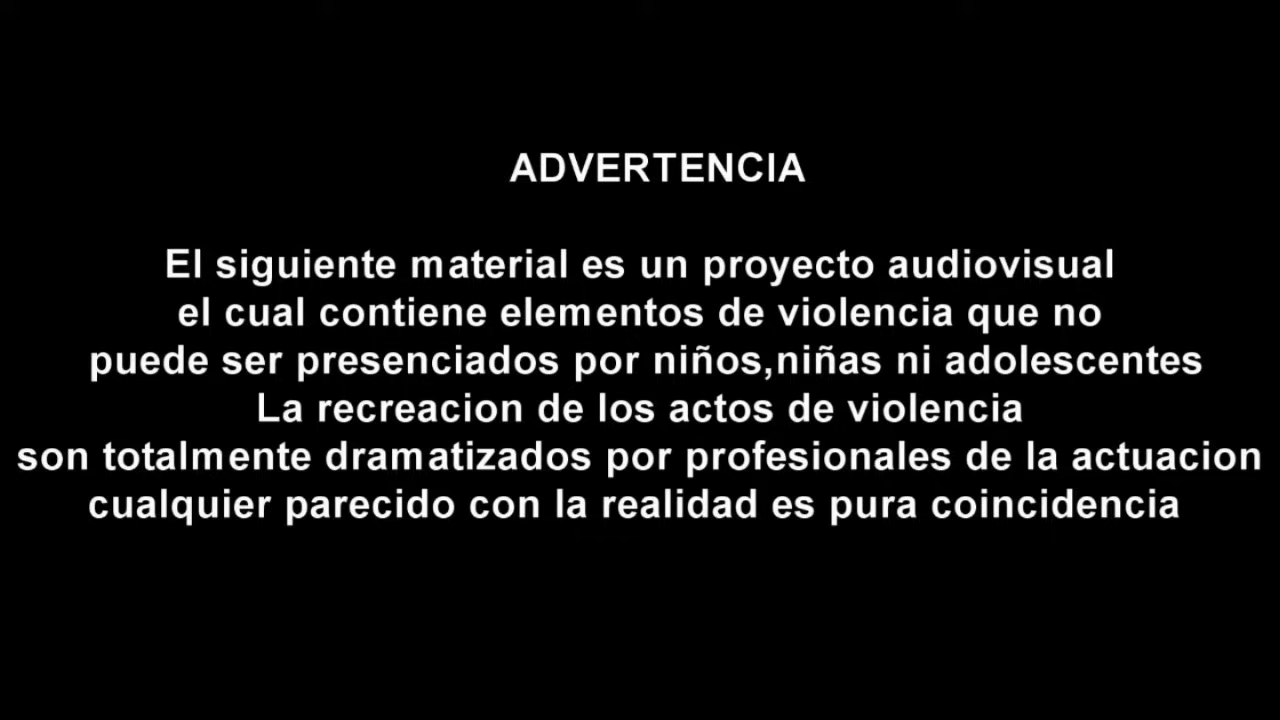 ADVERTENCIA
El siguiente material es un proyecto audiovisual
el cual contiene elementos de violencia que no
puede ser presenciados por niños,niñas ni adolescentes
La recreacion de los actos de violencia
son totalmente dramatizados por profesionales de la actuacion
cualquier parecido con la realidad es pura coincidencia